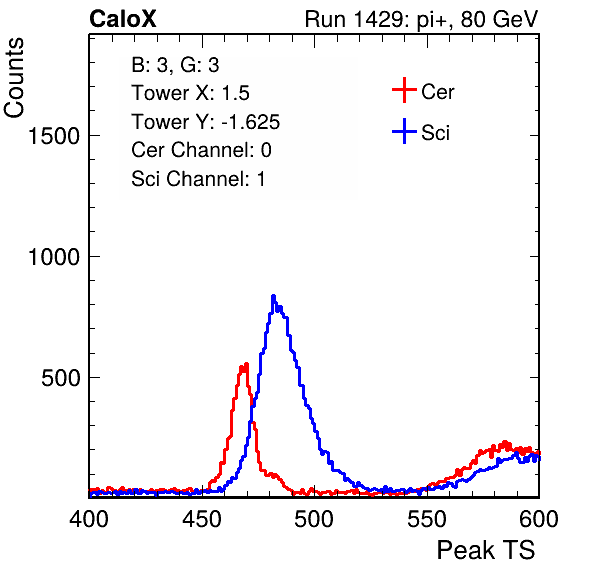 CaloX
Run 1429: pi+, 80 GeV
Counts
B: 3, G: 3
Tower X: 1.5
Tower Y: -1.625
Cer Channel: 0
Sci Channel: 1
Cer
Sci
1500
1000
500
400 450 500 550 600
Peak TS